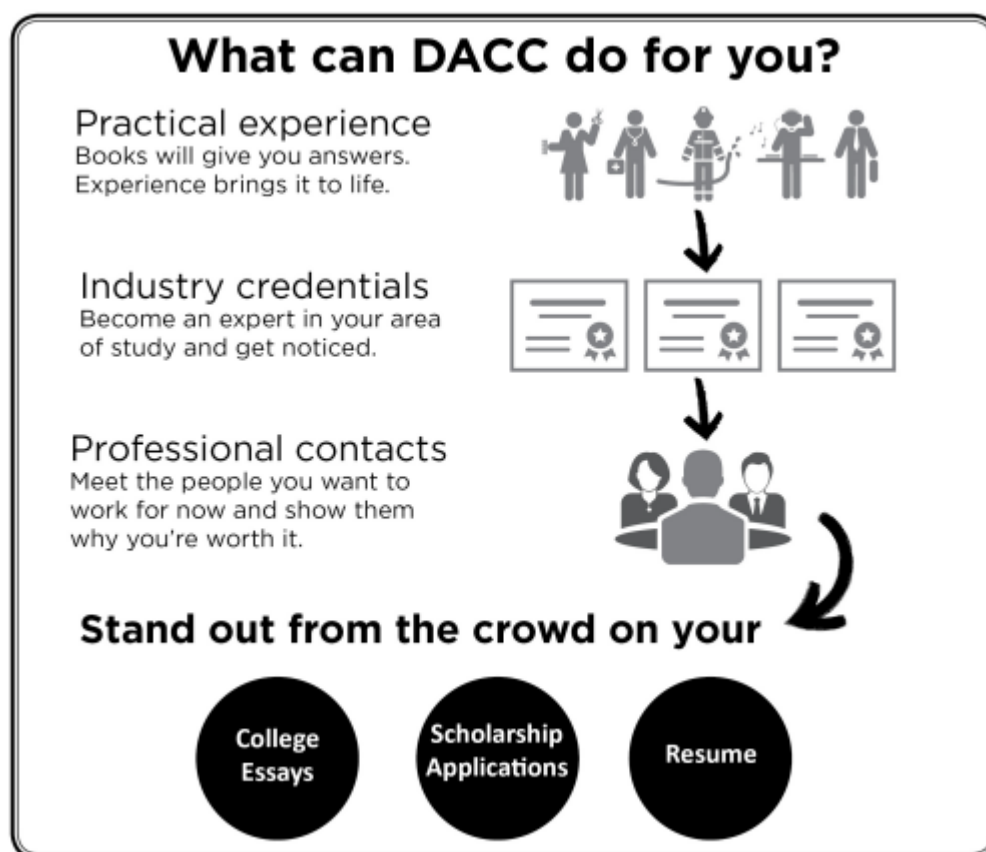 What can DACC do for you?
Practical experience
Books will give you answers.
Experience brings it to life.
Industry credentials
Become an expert in your area
of study and get noticed.
Professional contacts
Meet the people you want to
work for now and show them
why you're worth it.
Stand out from the crowd on your
College
Essays
Scholarship
Applications
Resume